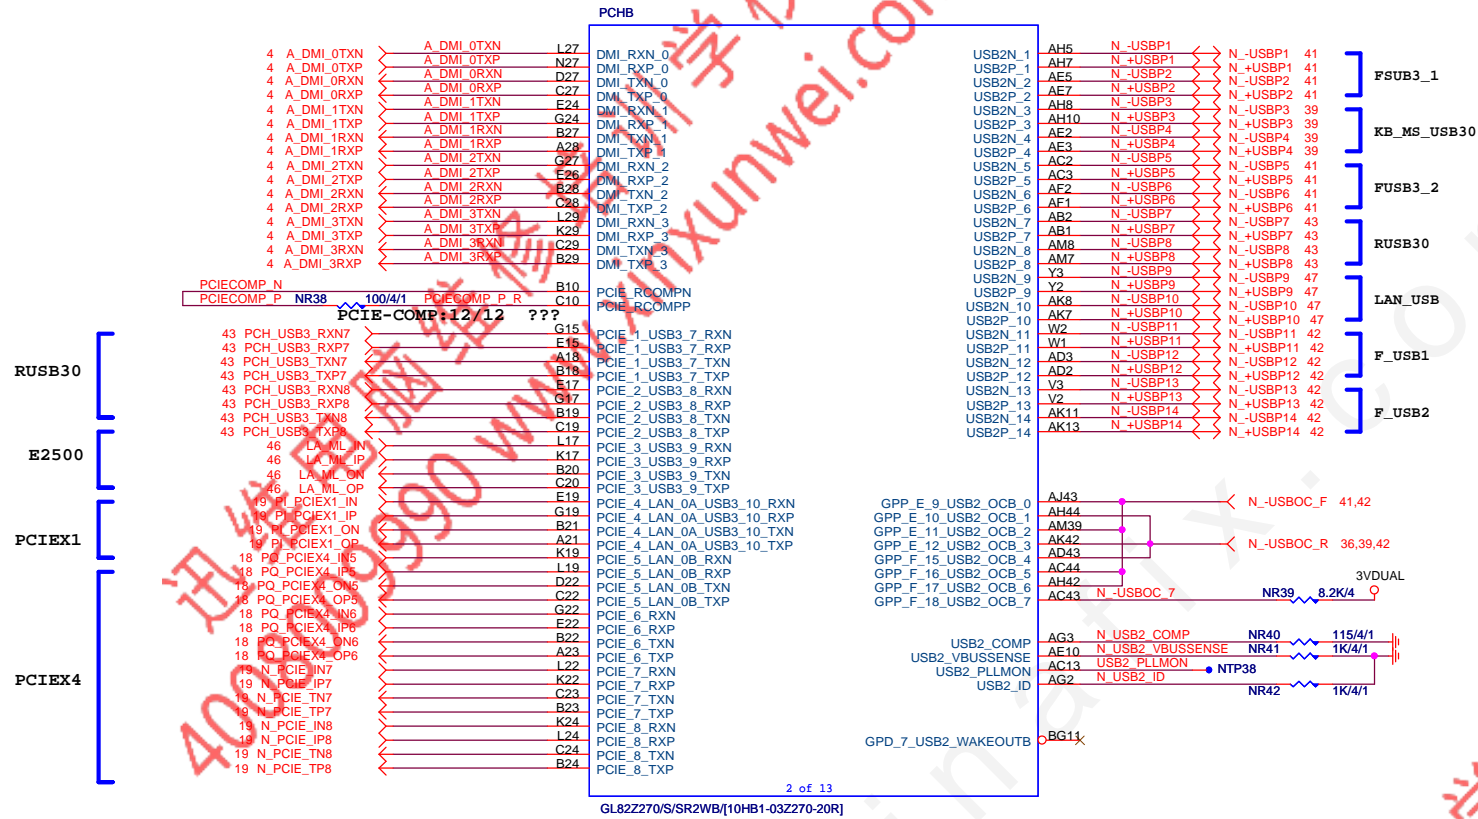 PCHB
4 A_DMI_0TXN A_DMI_0TXN L27 DMI_RXN_0
4 A_DMI_0TXP A_DMI_0TXP N27 DMI_RXP_0
4 A_DMI_0RXN A_DMI_0RXN D27 DMI_TXN_0
4 A_DMI_0RXP A_DMI_0RXP C27 DMI_TXP_0
4 A_DMI_1TXN A_DMI_1TXN E24 DMI_RXN_1
4 A_DMI_1TXP A_DMI_1TXP G24 DMI_RXP_1
4 A_DMI_1RXN A_DMI_1RXN B27 DMI_TXN_1
4 A_DMI_1RXP A_DMI_1RXP A28 DMI_TXP_1
4 A_DMI_2TXN A_DMI_2TXN G27 DMI_RXN_2
4 A_DMI_2TXP A_DMI_2TXP E26 DMI_RXP_2
4 A_DMI_2RXN A_DMI_2RXN B28 DMI_TXN_2
4 A_DMI_2RXP A_DMI_2RXP C28 DMI_TXP_2
4 A_DMI_3TXN A_DMI_3TXN L29 DMI_RXN_3
4 A_DMI_3TXP A_DMI_3TXP K29 DMI_RXP_3
4 A_DMI_3RXN A_DMI_3RXN C29 DMI_TXN_3
4 A_DMI_3RXP A_DMI_3RXP B29 DMI_TXP_3
PCIECOMP_N B10 PCIE_RCOMPN
PCIECOMP_P NR38 100/4/1 PCIECOMP_P_R C10 PCIE_RCOMPP
PCIE-COMP:12/12 ???
RUSB30
43 PCH_USB3_RXN7 G15 PCIE_1_USB3_7_RXN
43 PCH_USB3_RXP7 E15 PCIE_1_USB3_7_RXP
43 PCH_USB3_TXN7 A18 PCIE_1_USB3_7_TXN
43 PCH_USB3_TXP7 B18 PCIE_1_USB3_7_TXP
43 PCH_USB3_RXN8 E17 PCIE_2_USB3_8_RXN
43 PCH_USB3_RXP8 G17 PCIE_2_USB3_8_RXP
43 PCH_USB3_TXN8 B19 PCIE_2_USB3_8_TXN
43 PCH_USB3_TXP8 C19 PCIE_2_USB3_8_TXP
E2500
46 LA_ML_IN L17 PCIE_3_USB3_9_RXN
46 LA_ML_IP K17 PCIE_3_USB3_9_RXP
46 LA_ML_ON B20 PCIE_3_USB3_9_TXN
46 LA_ML_OP C20 PCIE_3_USB3_9_TXP
PCIEX1
19 PI_PCIEX1_IN E19 PCIE_4_LAN_0A_USB3_10_RXN
19 PI_PCIEX1_IP G19 PCIE_4_LAN_0A_USB3_10_RXP
19 PI_PCIEX1_ON B21 PCIE_4_LAN_0A_USB3_10_TXN
19 PI_PCIEX1_OP A21 PCIE_4_LAN_0A_USB3_10_TXP
PCIEX4
18 PQ_PCIEX4_IN5 K19 PCIE_5_LAN_0B_RXN
18 PQ_PCIEX4_IP5 L19 PCIE_5_LAN_0B_RXP
18 PQ_PCIEX4_ON5 D22 PCIE_5_LAN_0B_TXN
18 PQ_PCIEX4_OP5 C22 PCIE_5_LAN_0B_TXP
18 PQ_PCIEX4_IN6 G22 PCIE_6_RXN
18 PQ_PCIEX4_IP6 E22 PCIE_6_RXP
18 PQ_PCIEX4_ON6 B22 PCIE_6_TXN
18 PQ_PCIEX4_OP6 A23 PCIE_6_TXP
19 N_PCIE_IN7 L22 PCIE_7_RXN
19 N_PCIE_IP7 K22 PCIE_7_RXP
19 N_PCIE_TN7 C23 PCIE_7_TXN
19 N_PCIE_TP7 B23 PCIE_7_TXP
19 N_PCIE_IN8 K24 PCIE_8_RXN
19 N_PCIE_IP8 L24 PCIE_8_RXP
19 N_PCIE_TN8 C24 PCIE_8_TXN
19 N_PCIE_TP8 B24 PCIE_8_TXP
USB2N_1 AH5 N_-USBP1 N_-USBP1 41
USB2P_1 AH7 N_+USBP1 N_+USBP1 41
USB2N_2 AE5 N_-USBP2 N_-USBP2 41
USB2P_2 AE7 N_+USBP2 N_+USBP2 41
FSUB3_1
USB2N_3 AH8 N_-USBP3 N_-USBP3 39
USB2P_3 AH10 N_+USBP3 N_+USBP3 39
USB2N_4 AE2 N_-USBP4 N_-USBP4 39
USB2P_4 AE3 N_+USBP4 N_+USBP4 39
KB_MS_USB30
USB2N_5 AC2 N_-USBP5 N_-USBP5 41
USB2P_5 AC3 N_+USBP5 N_+USBP5 41
USB2N_6 AF2 N_-USBP6 N_-USBP6 41
USB2P_6 AF1 N_+USBP6 N_+USBP6 41
FUSB3_2
USB2N_7 AB2 N_-USBP7 N_-USBP7 43
USB2P_7 AB1 N_+USBP7 N_+USBP7 43
USB2N_8 AM8 N_-USBP8 N_-USBP8 43
USB2P_8 AM7 N_+USBP8 N_+USBP8 43
RUSB30
USB2N_9 Y3 N_-USBP9 N_-USBP9 47
USB2P_9 Y2 N_+USBP9 N_+USBP9 47
USB2N_10 AK8 N_-USBP10 N_-USBP10 47
USB2P_10 AK7 N_+USBP10 N_+USBP10 47
LAN_USB
USB2N_11 W2 N_-USBP11 N_-USBP11 42
USB2P_11 W1 N_+USBP11 N_+USBP11 42
USB2N_12 AD3 N_-USBP12 N_-USBP12 42
USB2P_12 AD2 N_+USBP12 N_+USBP12 42
F_USB1
USB2N_13 V3 N_-USBP13 N_-USBP13 42
USB2P_13 V2 N_+USBP13 N_+USBP13 42
USB2N_14 AK11 N_-USBP14 N_-USBP14 42
USB2P_14 AK13 N_+USBP14 N_+USBP14 42
F_USB2
GPP_E_9_USB2_OCB_0 AJ43 N_-USBOC_F 41,42
GPP_E_10_USB2_OCB_1 AH44
GPP_E_11_USB2_OCB_2 AM39
GPP_E_12_USB2_OCB_3 AK42 N_-USBOC_R 36,39,42
GPP_F_15_USB2_OCB_4 AD43
GPP_F_16_USB2_OCB_5 AC44
GPP_F_17_USB2_OCB_6 AH42
GPP_F_18_USB2_OCB_7 AC43 N_-USBOC_7 NR39 8.2K/4 3VDUAL
USB2_COMP AG3 N_USB2_COMP NR40 115/4/1
USB2_VBUSSENSE AE10 N_USB2_VBUSSENSE NR41 1K/4/1
USB2_PLLMON AC13 USB2_PLLMON NTP38
USB2_ID AG2 N_USB2_ID NR42 1K/4/1
GPD_7_USB2_WAKEOUTB BG11
2 of 13
GL82Z270/S/SR2WB/[10HB1-03Z270-20R]
迅维电脑维修培训学
4008009990 www.xinxunwei.co
inafix.co
学